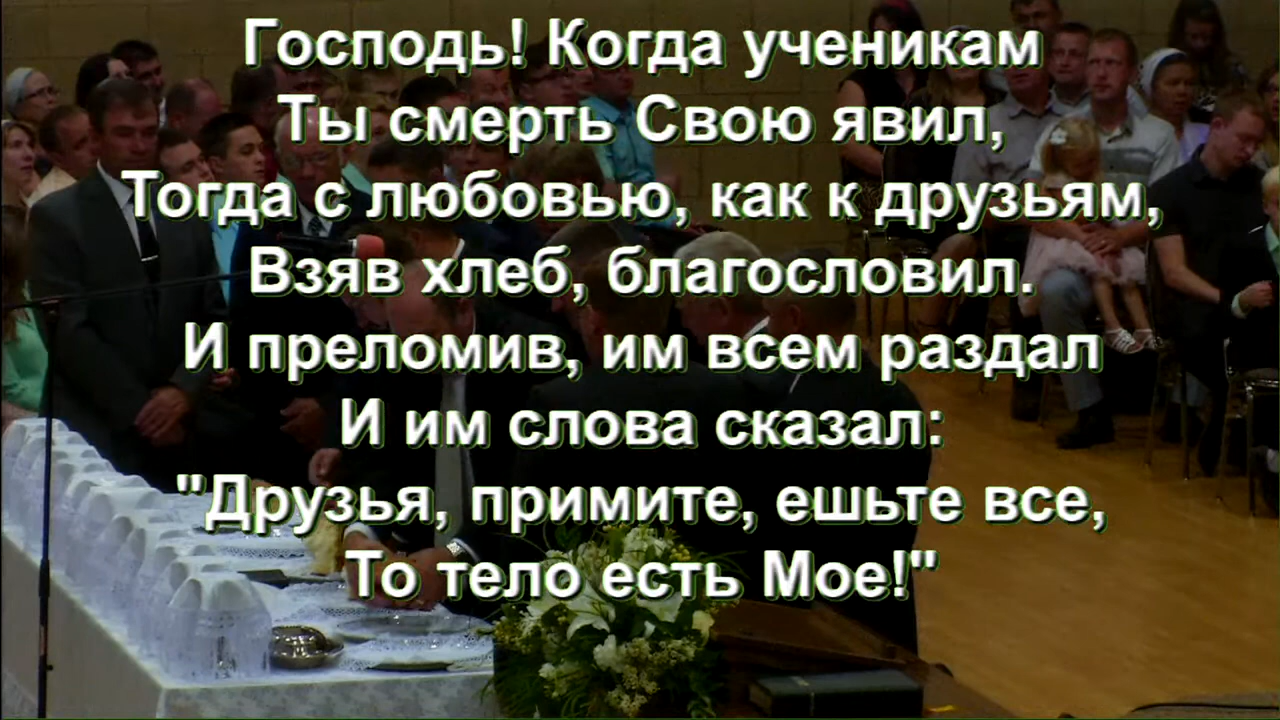 Господь! Когда ученикам
Ты смерть Свою явил,
Тогда с любовью, как к друзьям,
Взяв хлеб, благословил.
И преломив, им всем раздал
И им слова сказал:
"Друзья, примите, ешьте все,
То тело есть Мое!"